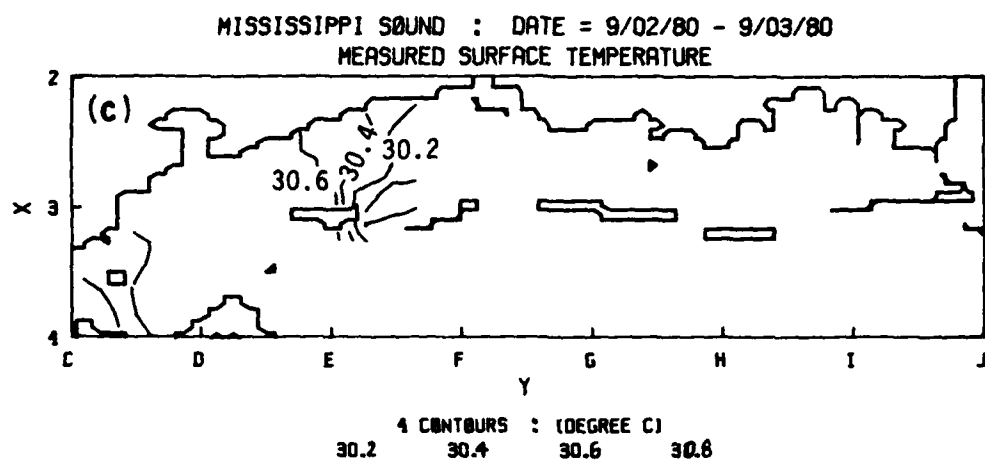 MISSISSIPPI SØUND : DATE = 9/02/80 - 9/03/80
MEASURED SURFACE TEMPERATURE
2
(c)
30.4
30.2
30.6
X
3
4
C D E F G H I J
Y
4 CØNTØURS : (DEGREE C)
30.2 30.4 30.6 30.8